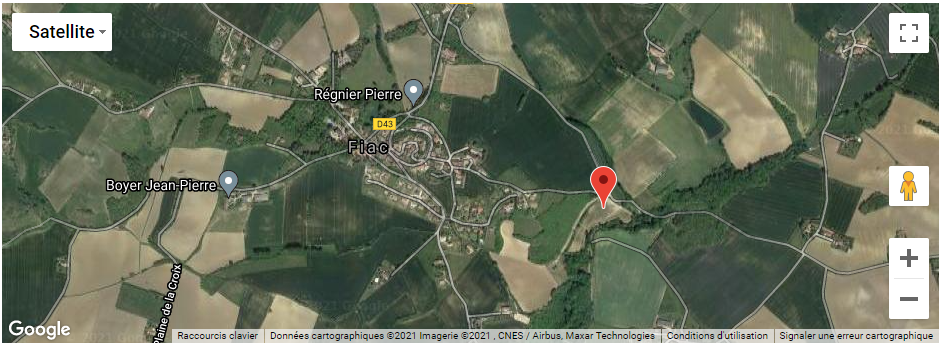 Satellite
Régnier Pierre
D43
Fiac
Boyer Jean-Pierre
Plaine de la Croix
Google
Raccourcis clavier
Données cartographiques ©2021 Imagerie ©2021 , CNES / Airbus, Maxar Technologies
Conditions d'utilisation
Signaler une erreur cartographique